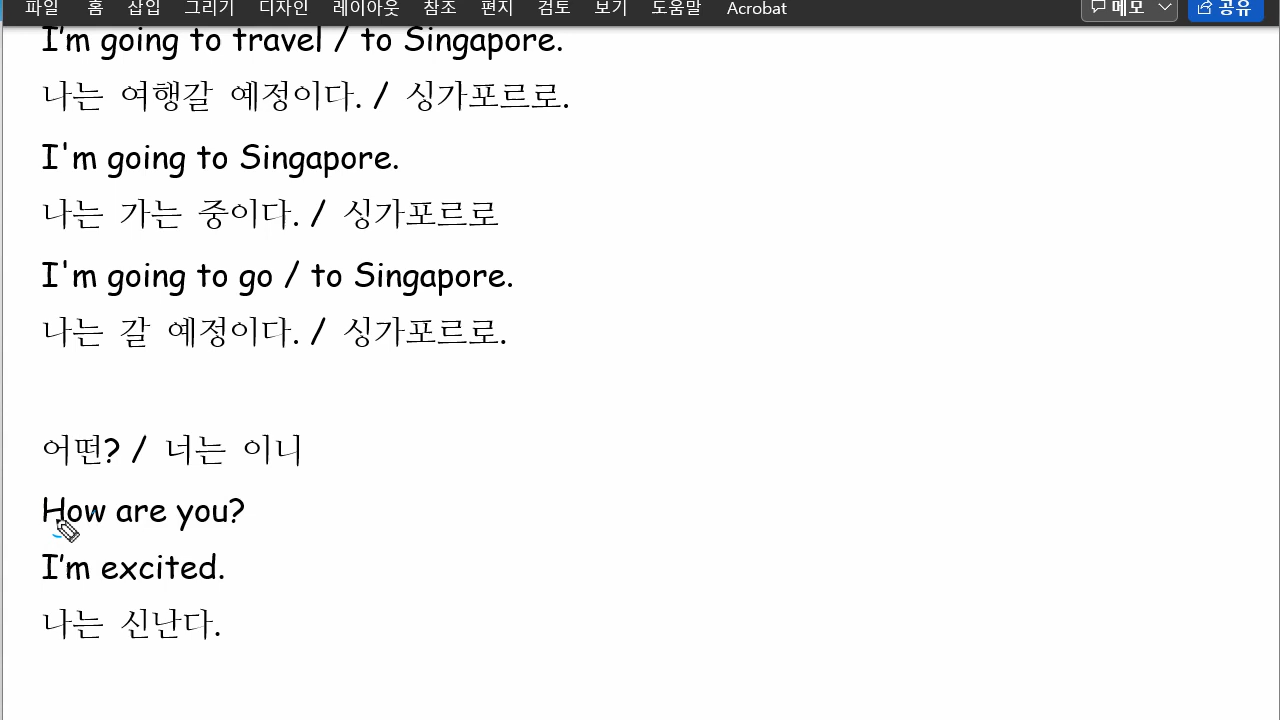 파일 홈 삽입 그리기 디자인 레이아웃 참조 편지 검토 보기 도움말 Acrobat 메모 공유
I’m going to travel / to Singapore.
나는 여행갈 예정이다. / 싱가포르로.
I'm going to Singapore.
나는 가는 중이다. / 싱가포르로
I'm going to go / to Singapore.
나는 갈 예정이다. / 싱가포르로.
어떤? / 너는 이니
How are you?
I’m excited.
나는 신난다.